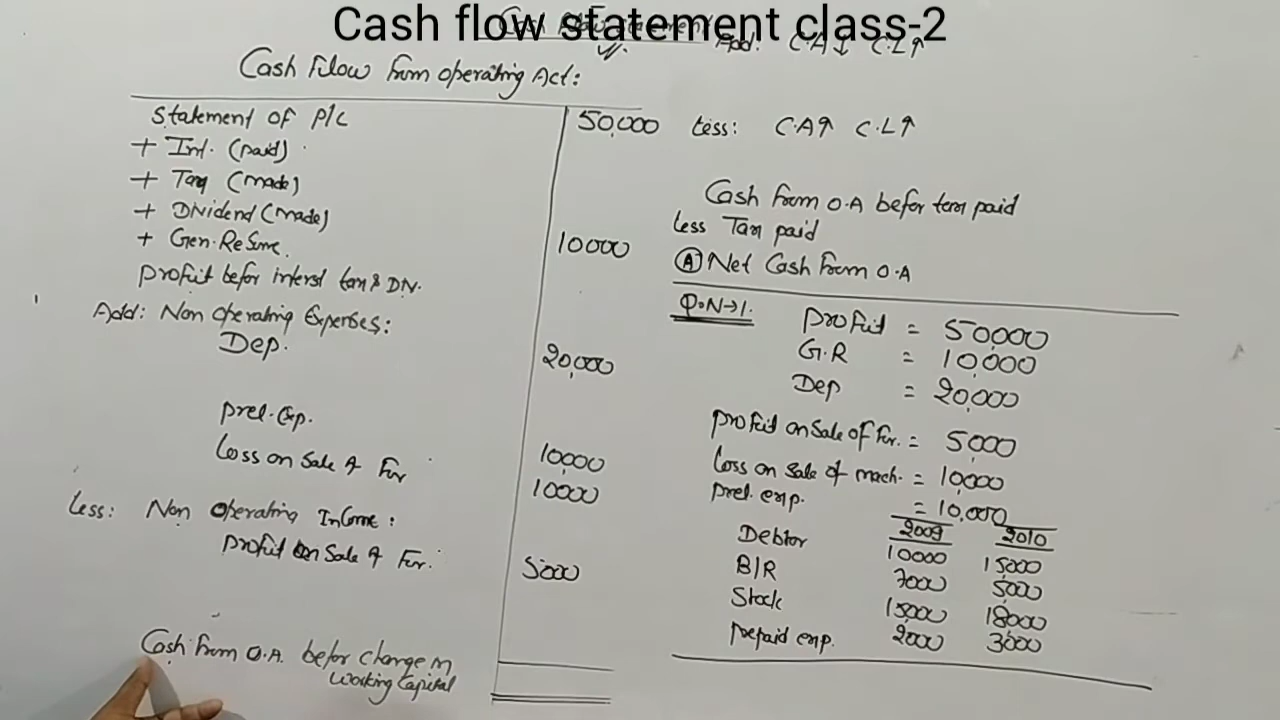 Cash flow statement class-2
Add: C.A↓ C.L↑
Cash Flow from operating Act:
Statement of P/L 50,000
+ Int. (paid)
+ Tax (made)
+ Dividend (made)
+ Gen. Reserve. 10000
Profit befor interst tax & DN.
Add: Non operating Expenses:
Dep. 20,000
prel. Exp. 10,000
Loss on Sale of Fur 10000
Less: Non operating Income:
Profit on Sale of Fur. 5000
Cash from O.A. befor change in
working Capital
Less: C.A↑ C.L↑
Cash from O.A befor tax paid
Less Tax paid
(A) Net Cash from O.A
Q.N→1.
Profit = 50,000
G.R = 10,000
Dep = 20,000
Profit on Sale of Fur. = 5000
Loss on Sale of mach. = 10,000
Prel. exp. = 10,000
2009 2010
Debtor 10000 15000
B/R 7000 5000
Stock 15000 18000
Prepaid exp. 2000 3000